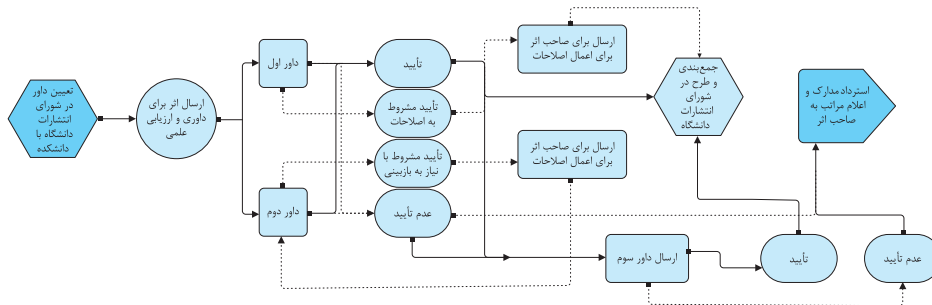 تعیین داور
در شورای
انتشارات
دانشگاه با
دانشکده
ارسال اثر برای
داوری و ارزیابی
علمی
داور اول
داور دوم
تأیید
تأیید مشروط
به اصلاحات
تأیید مشروط با
نیاز به بازبینی
عدم تأیید
ارسال برای صاحب اثر
برای اعمال اصلاحات
ارسال برای صاحب اثر
برای اعمال اصلاحات
جمع‌بندی
و طرح در
شورای
انتشارات
دانشگاه
استرداد مدارک و
اعلام مراتب به
صاحب اثر
ارسال داور سوم
تأیید
عدم تأیید